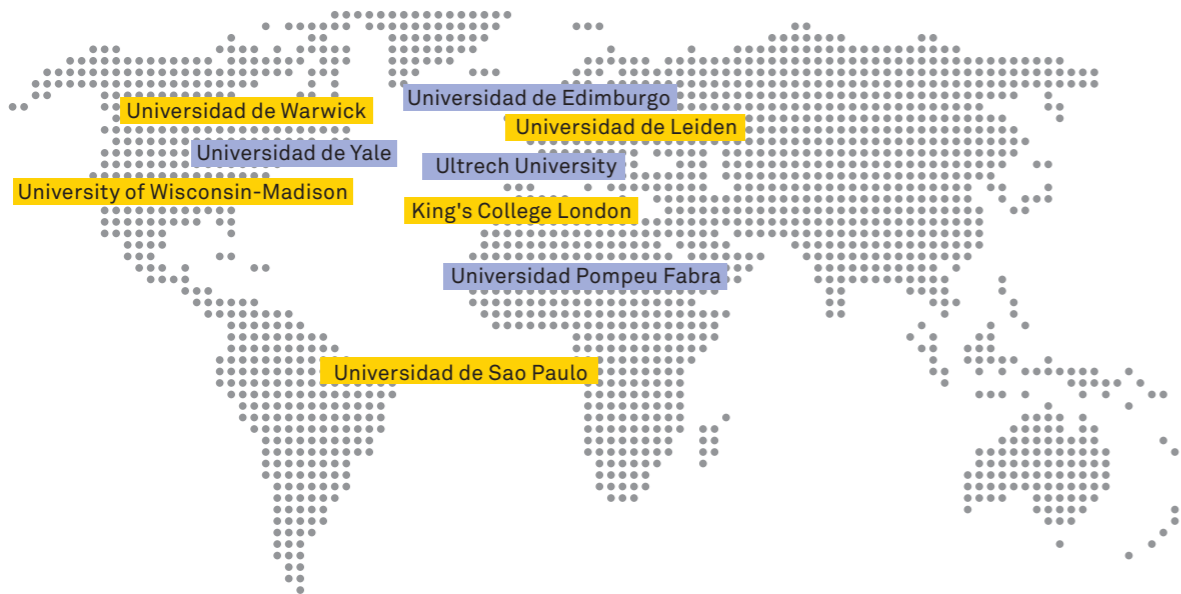 Universidad de Edimburgo
Universidad de Warwick
Universidad de Leiden
Universidad de Yale
Ultrech University
University of Wisconsin-Madison
King's College London
Universidad Pompeu Fabra
Universidad de Sao Paulo